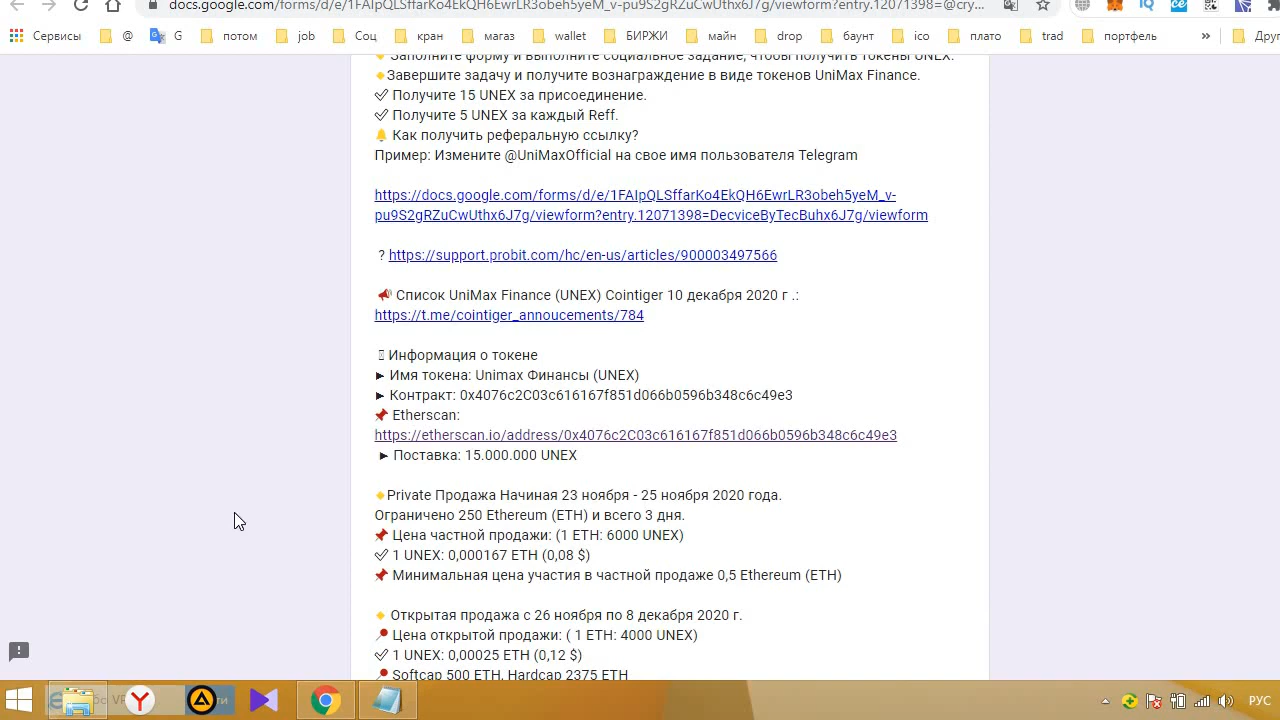 docs.google.com/forms/d/e/1FAIpQLSffarKo4EkQH6EwrLR3obeh5yeM_v-pu9S2gRZuCwUthx6J7g/viewform?entry.12071398=@cry...
Сервисы @ G потом job Соц кран магаз wallet БИРЖИ майн drop баунт ico плато trad портфель » Друг
Заполните форму и выполните социальное задание, чтобы получить токены UNEX.
Завершите задачу и получите вознаграждение в виде токенов UniMax Finance.
Получите 15 UNEX за присоединение.
Получите 5 UNEX за каждый Reff.
Как получить реферальную ссылку?
Пример: Измените @UniMaxOfficial на свое имя пользователя Telegram
https://docs.google.com/forms/d/e/1FAIpQLSffarKo4EkQH6EwrLR3obeh5yeM_v-
pu9S2gRZuCwUthx6J7g/viewform?entry.12071398=DecviceByTecBuhx6J7g/viewform
? https://support.probit.com/hc/en-us/articles/900003497566
Список UniMax Finance (UNEX) Cointiger 10 декабря 2020 г .:
https://t.me/cointiger_annoucements/784
Информация о токене
► Имя токена: Unimax Финансы (UNEX)
► Контракт: 0x4076c2C03c616167f851d066b0596b348c6c49e3
Etherscan:
https://etherscan.io/address/0x4076c2C03c616167f851d066b0596b348c6c49e3
► Поставка: 15.000.000 UNEX
Private Продажа Начиная 23 ноября - 25 ноября 2020 года.
Ограничено 250 Ethereum (ETH) и всего 3 дня.
Цена частной продажи: (1 ETH: 6000 UNEX)
1 UNEX: 0,000167 ETH (0,08 $)
Минимальная цена участия в частной продаже 0,5 Ethereum (ETH)
Открытая продажа с 26 ноября по 8 декабря 2020 г.
Цена открытой продажи: ( 1 ETH: 4000 UNEX)
1 UNEX: 0,00025 ETH (0,12 $)
Softcap 500 ETH, Hardcap 2375 ETH
РУС